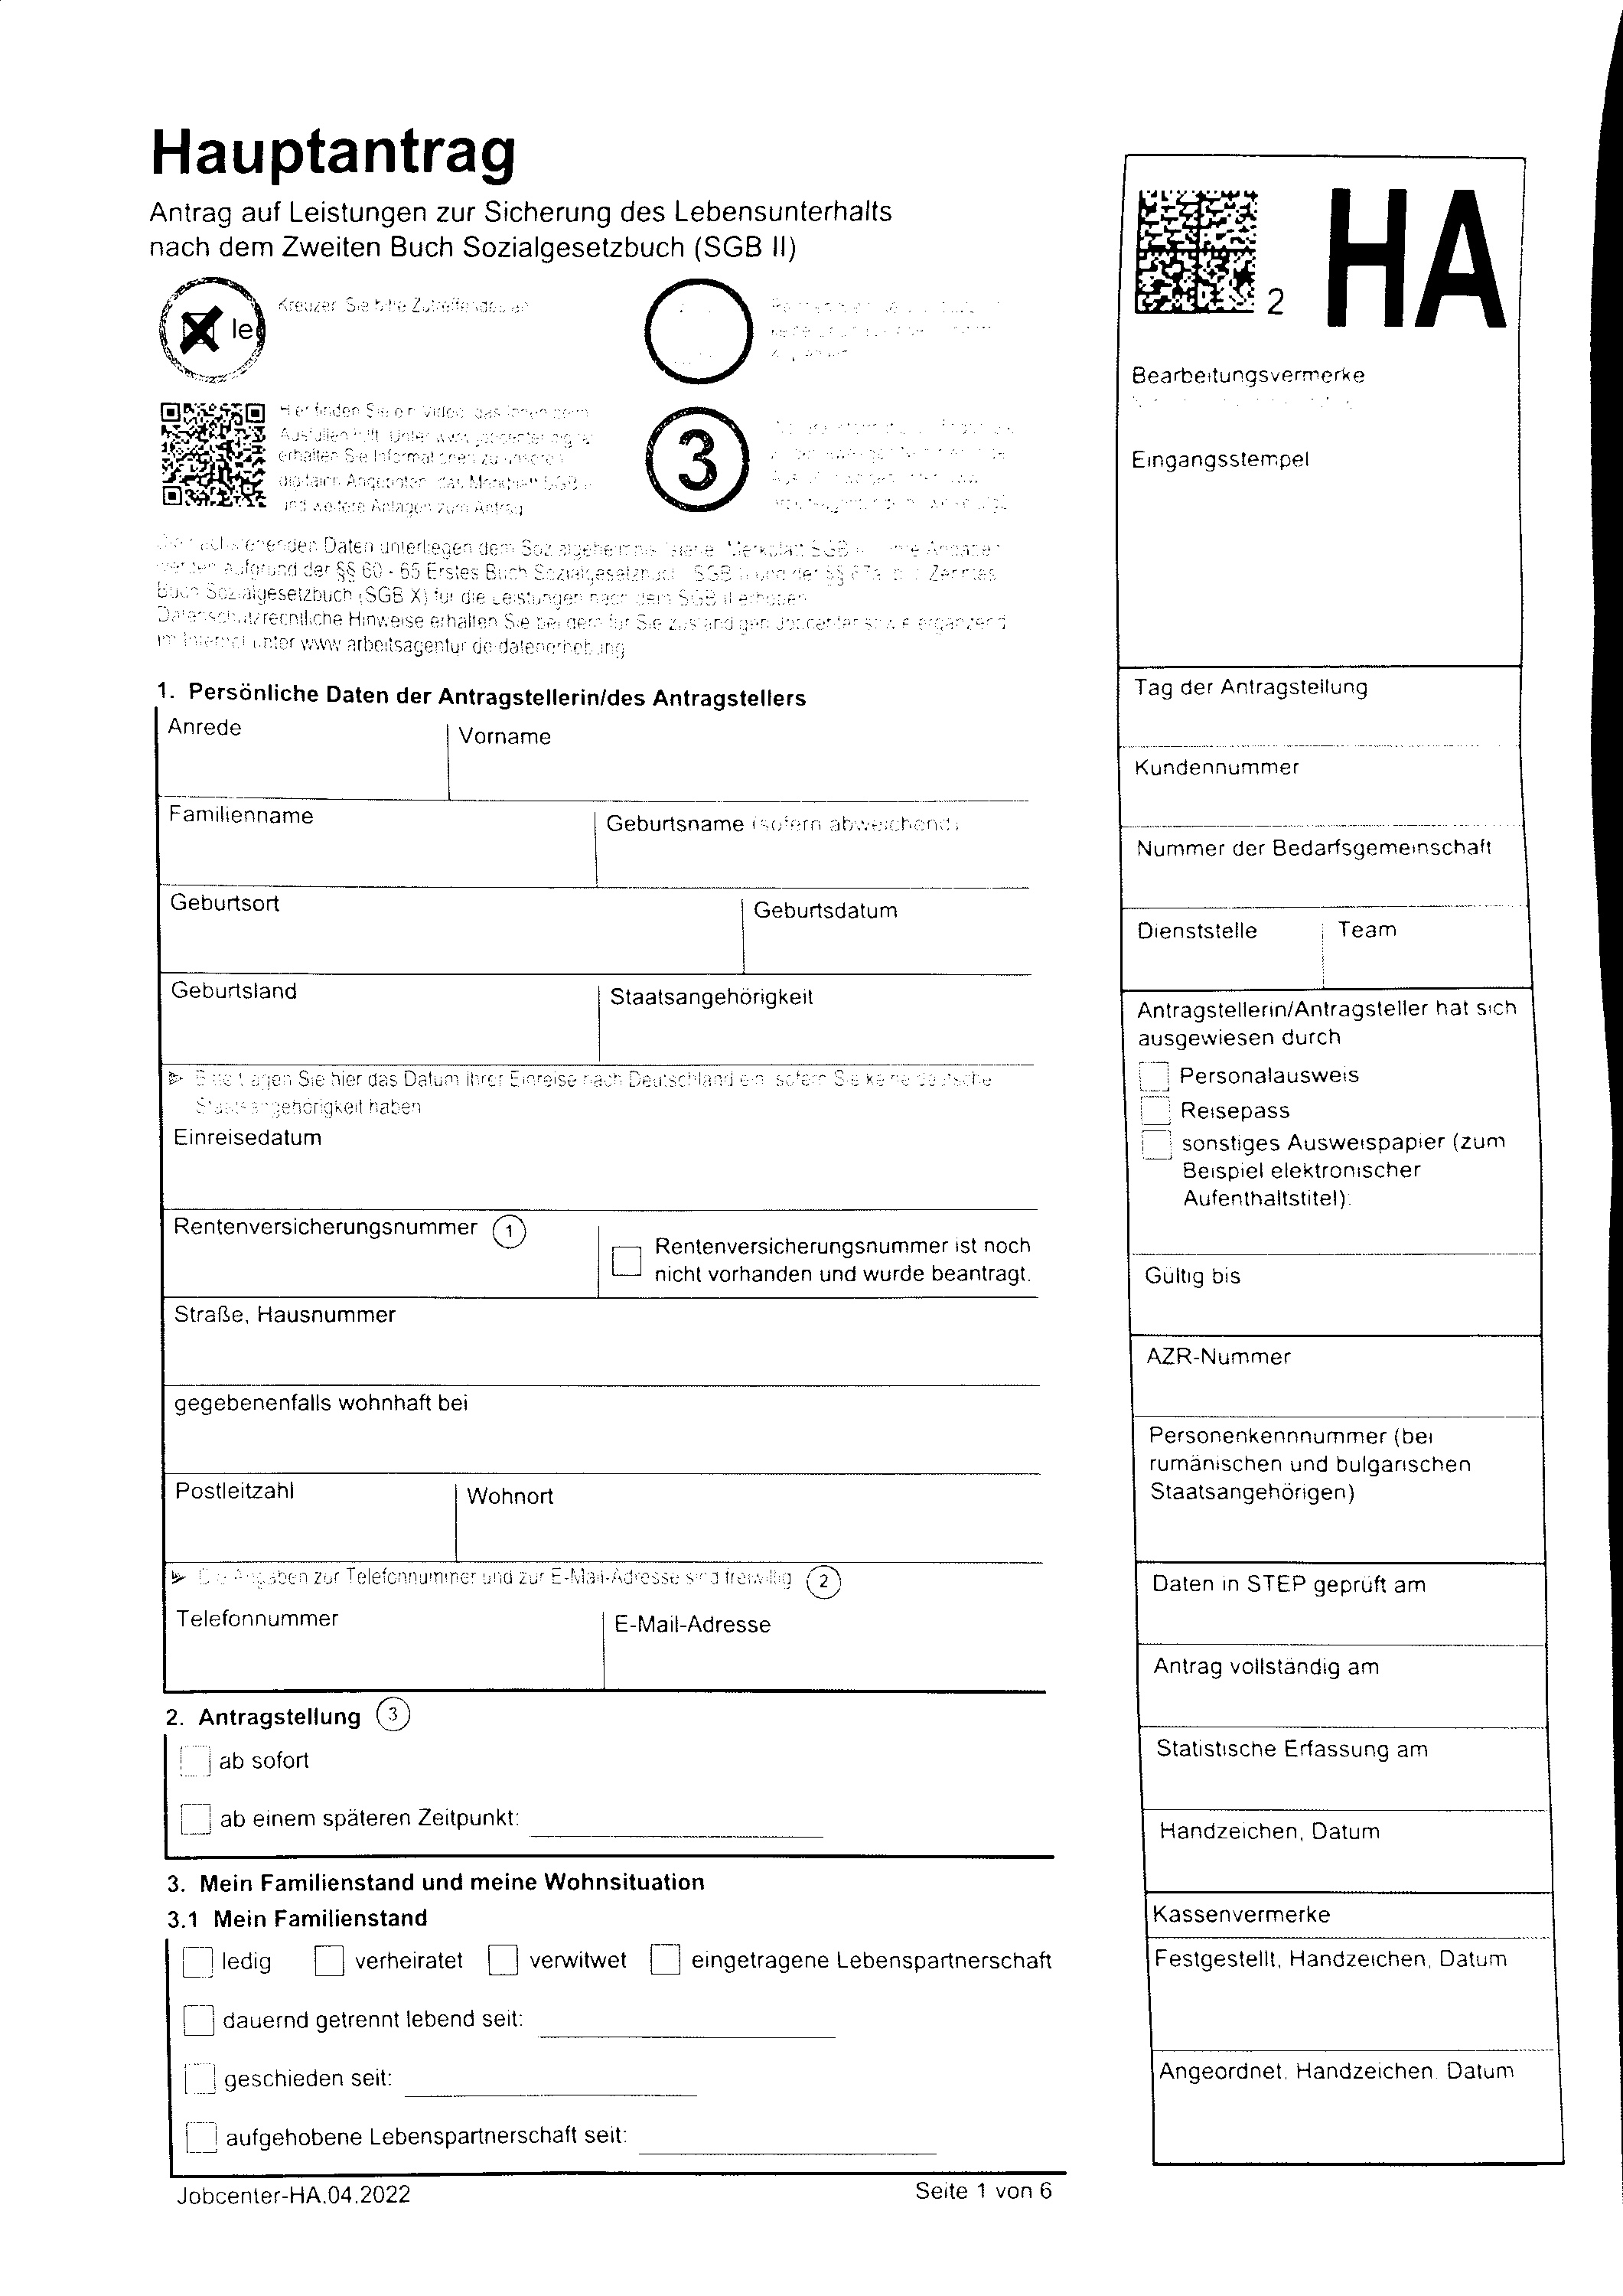 Hauptantrag
Antrag auf Leistungen zur Sicherung des Lebensunterhalts
nach dem Zweiten Buch Sozialgesetzbuch (SGB II)
le
Kreuzen Sie bitte Zutreffendes an
Hier finden Sie ein Video, das Ihnen beim
Ausfüllen hilft. Unter www.jobcenter.digital
erhalten Sie Informationen zu unseren
digitalen Angeboten, das Merkblatt SGB II
und weitere Anlagen zum Antrag
3
Die nachstehenden Daten unterliegen dem Sozialgeheimnis (siehe Merkblatt SGB II). Ihre Angaben
werden aufgrund der §§ 60 - 65 Erstes Buch Sozialgesetzbuch (SGB I) und der §§ 67a, b, c Zehntes
Buch Sozialgesetzbuch (SGB X) für die Leistungen nach dem SGB II erhoben
Datenschutzrechtliche Hinweise erhalten Sie bei dem für Sie zuständigen Jobcenter sowie ergänzend
im Internet unter www.arbeitsagentur.de/datenerhebung
1. Persönliche Daten der Antragstellerin/des Antragstellers
Anrede
Vorname
Familienname
Geburtsname (sofern abweichend)
Geburtsort
Geburtsdatum
Geburtsland
Staatsangehörigkeit
Bitte tragen Sie hier das Datum Ihrer Einreise nach Deutschland ein, sofern Sie keine deutsche
Staatsangehörigkeit haben
Einreisedatum
Rentenversicherungsnummer 1
Rentenversicherungsnummer ist noch
nicht vorhanden und wurde beantragt.
Straße, Hausnummer
gegebenenfalls wohnhaft bei
Postleitzahl
Wohnort
Die Angaben zur Telefonnummer und zur E-Mail-Adresse sind freiwillig 2
Telefonnummer
E-Mail-Adresse
2. Antragstellung 3
ab sofort
ab einem späteren Zeitpunkt:
3. Mein Familienstand und meine Wohnsituation
3.1 Mein Familienstand
ledig verheiratet verwitwet eingetragene Lebenspartnerschaft
dauernd getrennt lebend seit:
geschieden seit:
aufgehobene Lebenspartnerschaft seit:
Jobcenter-HA.04.2022
Seite 1 von 6
2 HA
Bearbeitungsvermerke
Eingangsstempel
Tag der Antragstellung
Kundennummer
Nummer der Bedarfsgemeinschaft
Dienststelle
Team
Antragstellerin/Antragsteller hat sich
ausgewiesen durch
Personalausweis
Reisepass
sonstiges Ausweispapier (zum
Beispiel elektronischer
Aufenthaltstitel):
Gültig bis
AZR-Nummer
Personenkennnummer (bei
rumänischen und bulgarischen
Staatsangehörigen)
Daten in STEP geprüft am
Antrag vollständig am
Statistische Erfassung am
Handzeichen, Datum
Kassenvermerke
Festgestellt, Handzeichen, Datum
Angeordnet, Handzeichen, Datum